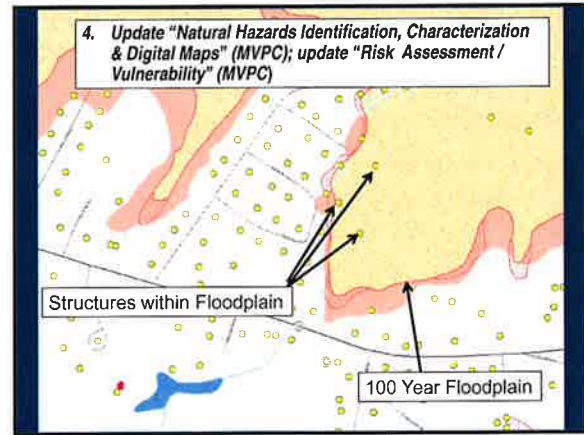 4. Update “Natural Hazards Identification, Characterization
& Digital Maps” (MVPC); update “Risk Assessment /
Vulnerability” (MVPC)
Structures within Floodplain
100 Year Floodplain